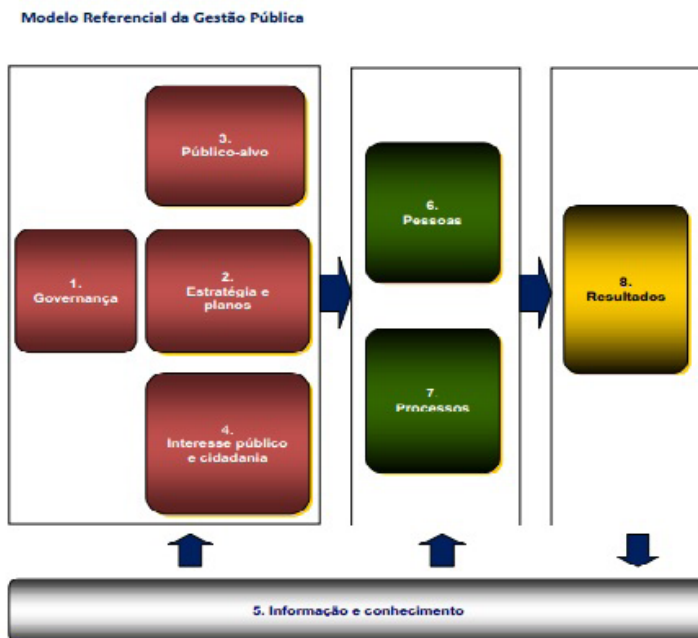 Modelo Referencial da Gestão Pública
3.
Público-alvo
1.
Governança
2.
Estratégia e
planos
4.
Interesse público
e cidadania
6.
Pessoas
7.
Processos
8.
Resultados
5. Informação e conhecimento